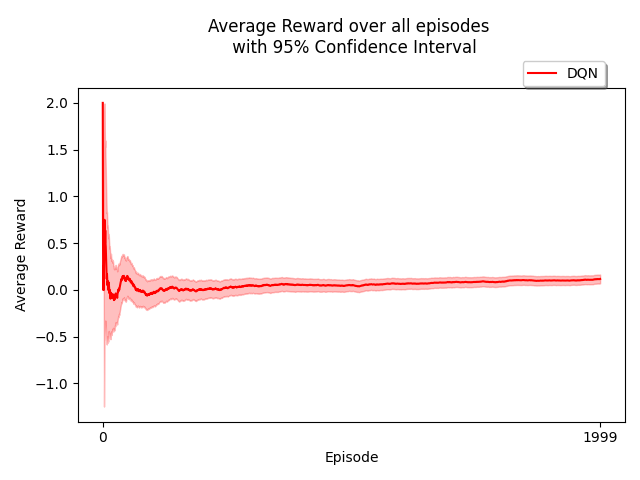 Average Reward over all episodes
with 95% Confidence Interval
DQN
2.0
1.5
1.0
0.5
0.0
−0.5
−1.0
Average Reward
0
1999
Episode